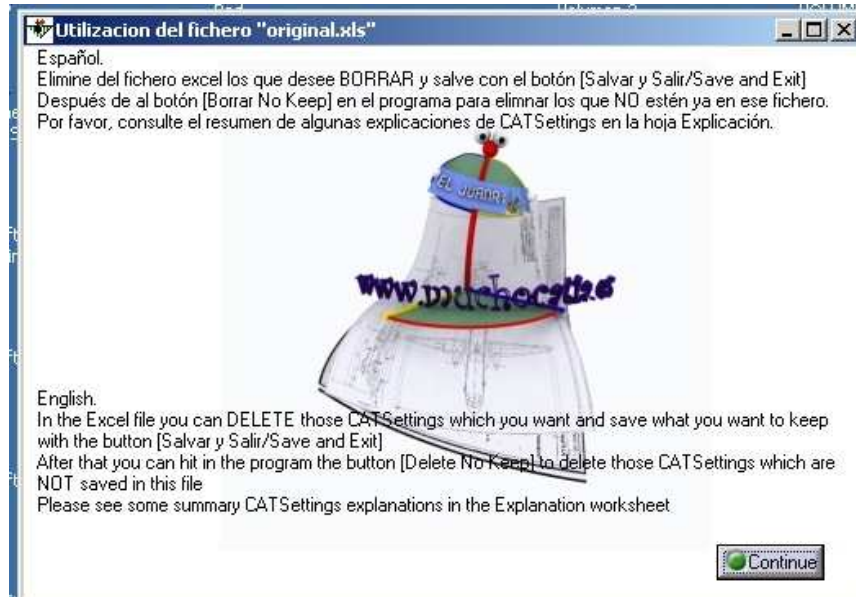 Utilizacion del fichero "original.xls"
Español.
Elimine del fichero excel los que desee BORRAR y salve con el botón [Salvar y Salir/Save and Exit]
Después de al botón [Borrar No Keep] en el programa para elimnar los que NO estén ya en ese fichero.
Por favor, consulte el resumen de algunas explicaciones de CATSettings en la hoja Explicación.
www.muchocatia.es
English.
In the Excel file you can DELETE those CATSettings which you want and save what you want to keep
with the button [Salvar y Salir/Save and Exit]
After that you can hit in the program the button [Delete No Keep] to delete those CATSettings which are
NOT saved in this file
Please see some summary CATSettings explanations in the Explanation worksheet
Continue